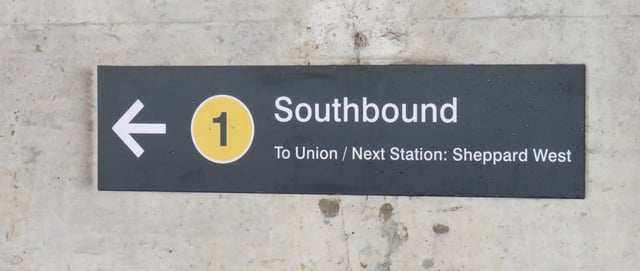 1
Southbound
To Union / Next Station: Sheppard West